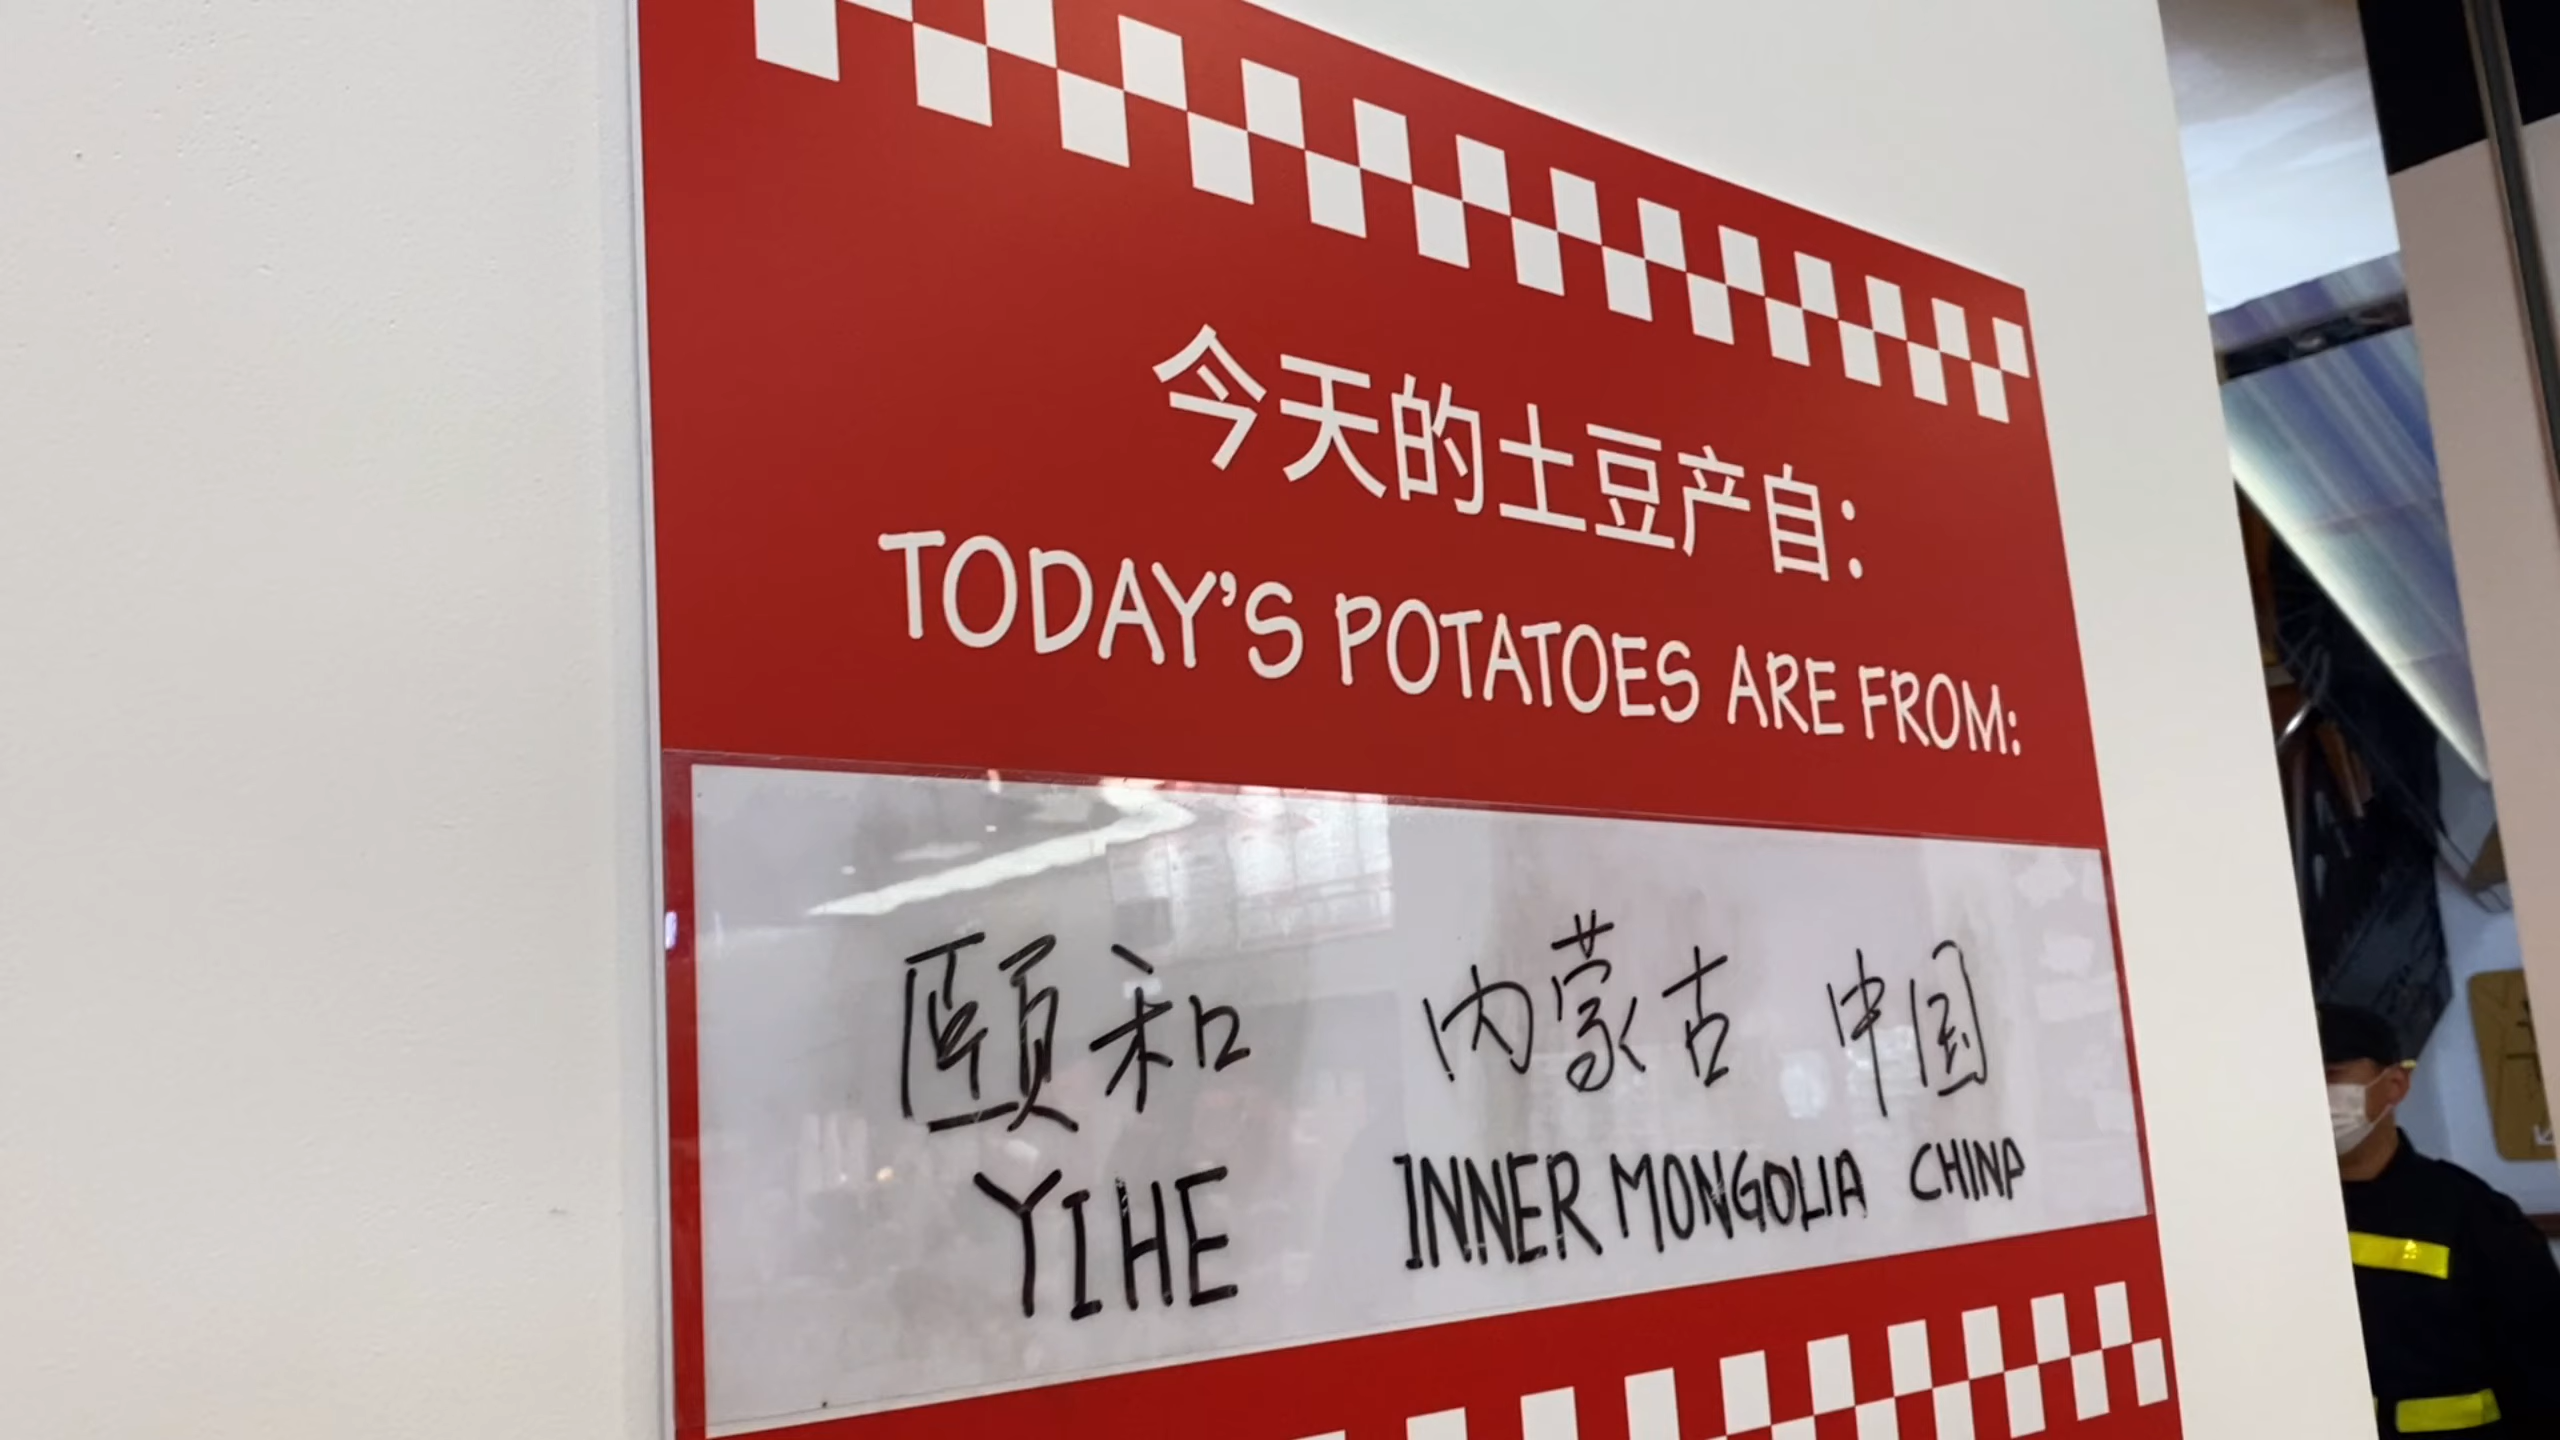 今天的土豆产自：
TODAY'S POTATOES ARE FROM:
颐和 内蒙古 中国
YIHE INNER MONGOLIA CHINA